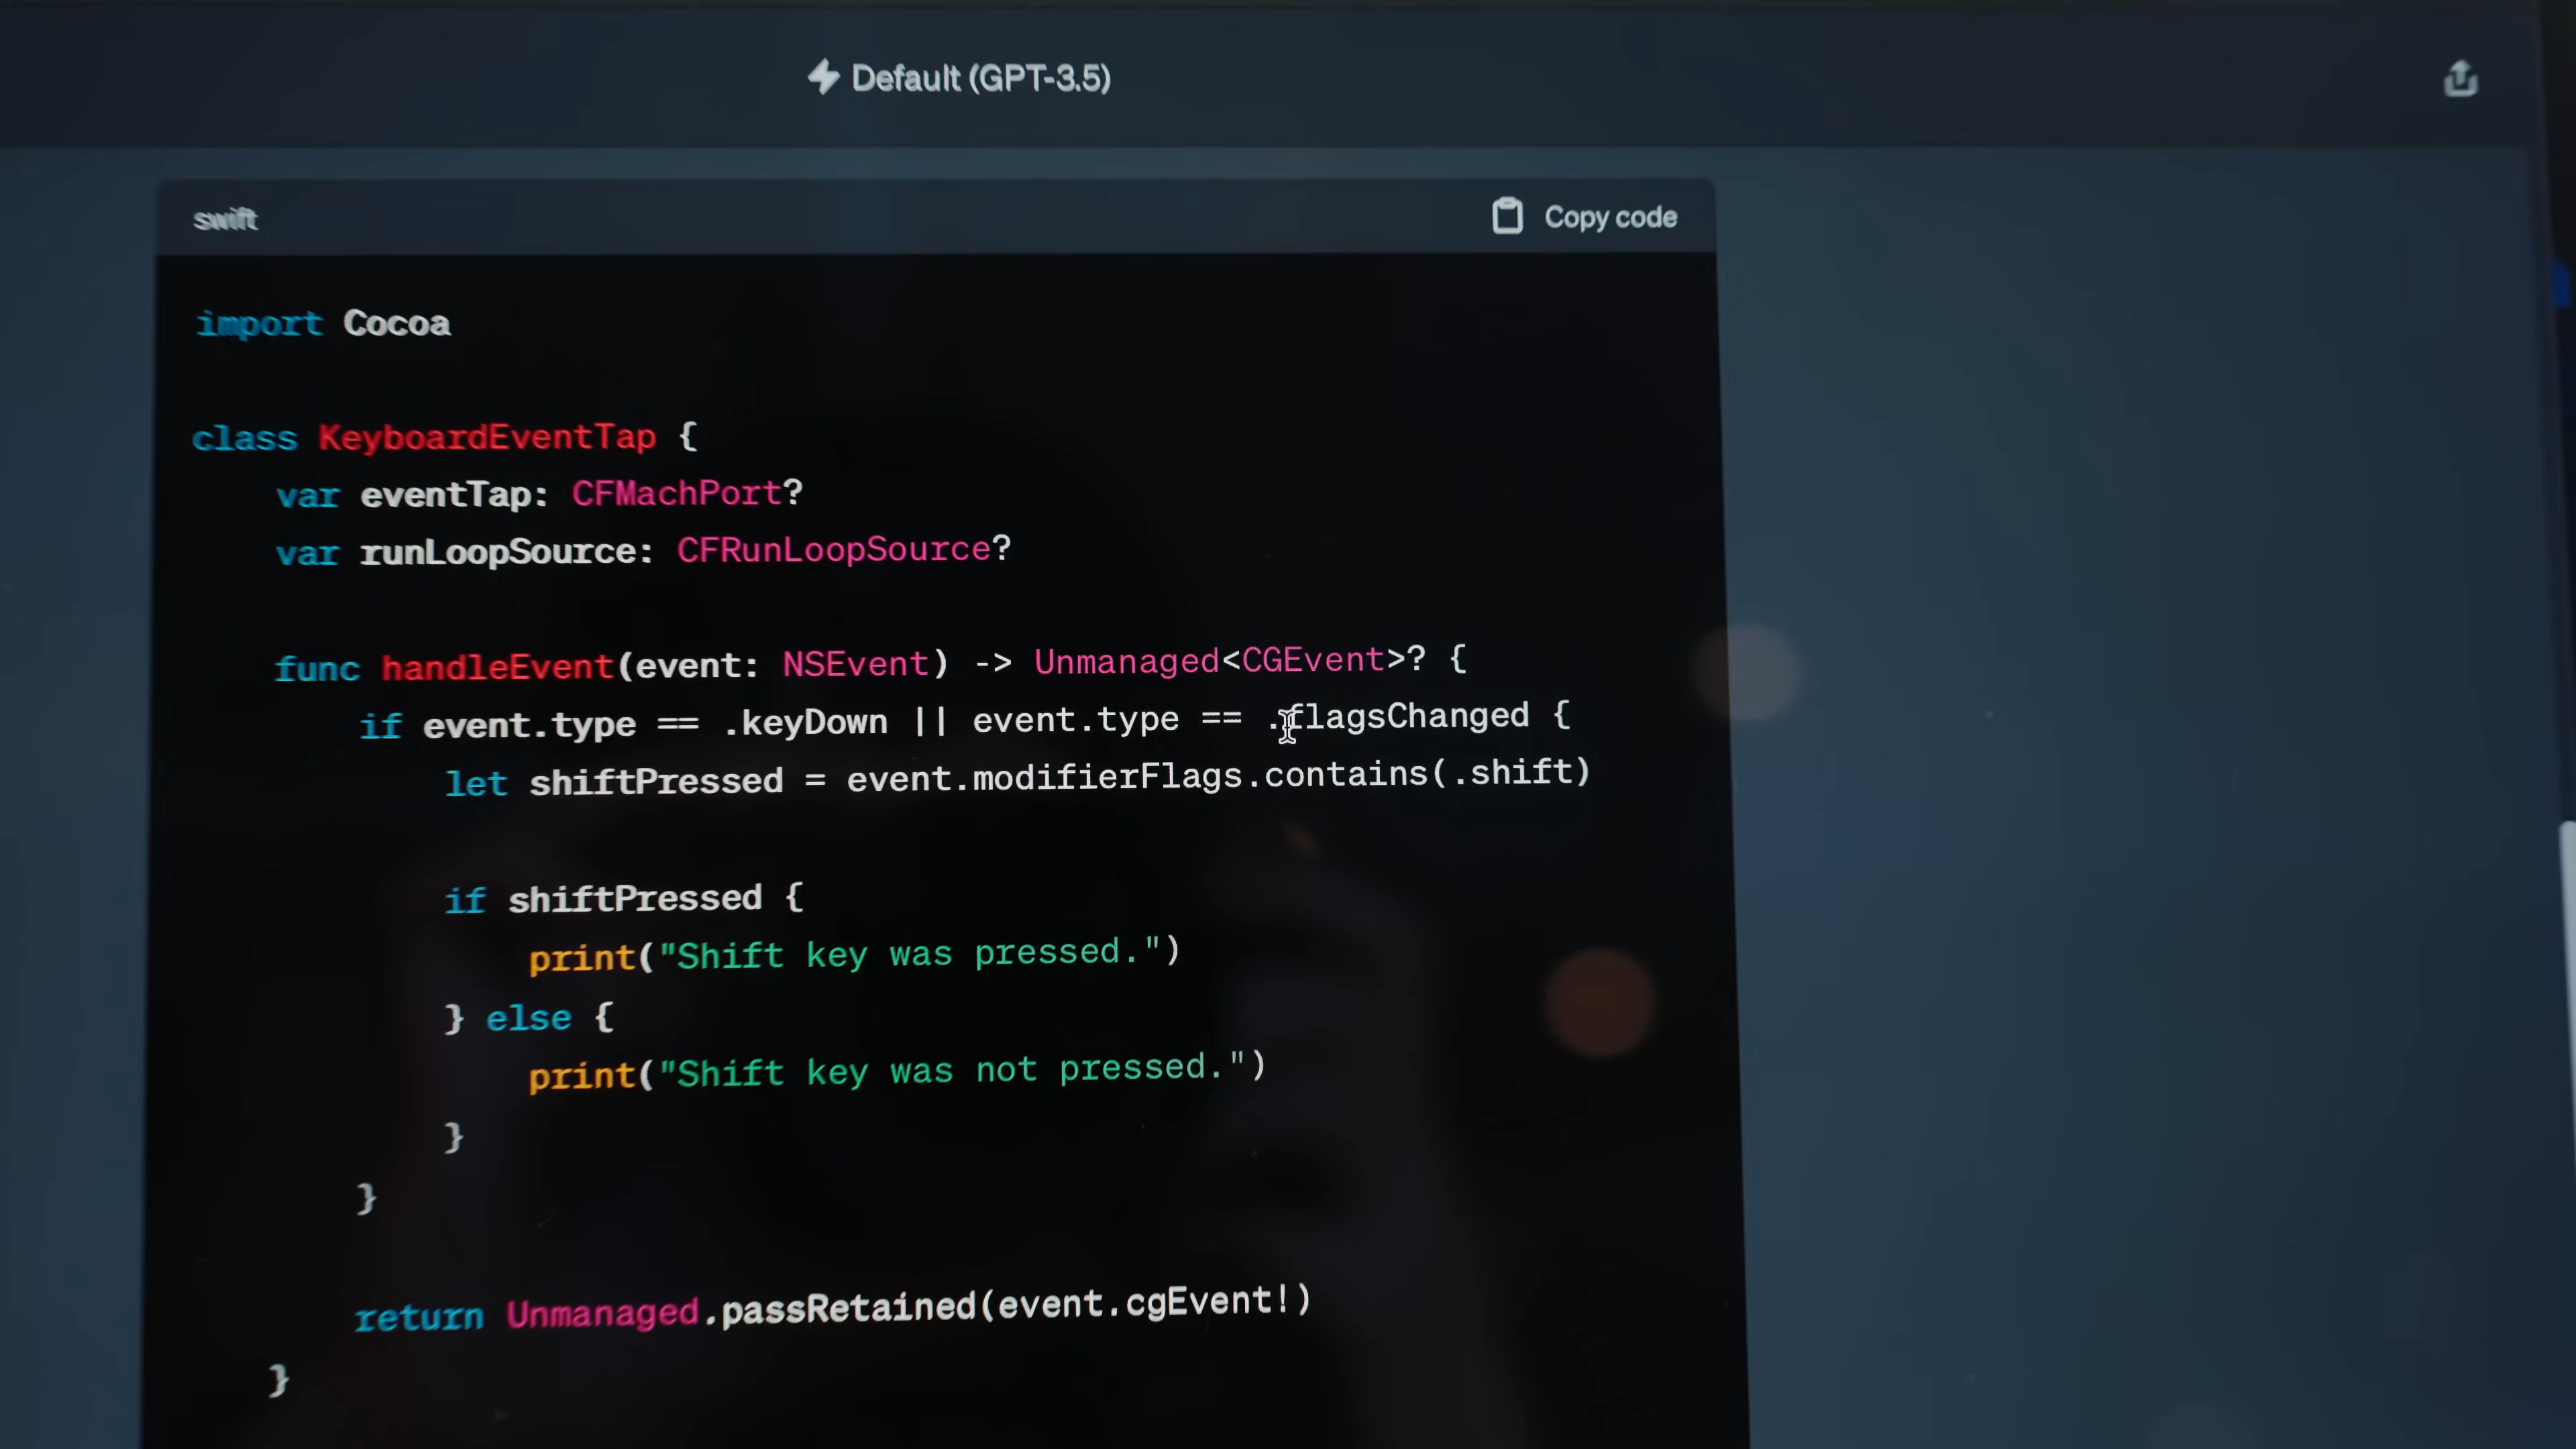 Default (GPT-3.5)
swift
Copy code
import Cocoa
class KeyboardEventTap {
var eventTap: CFMachPort?
var runLoopSource: CFRunLoopSource?
func handleEvent(event: NSEvent) -> Unmanaged<CGEvent>? {
if event.type == .keyDown || event.type == .flagsChanged {
let shiftPressed = event.modifierFlags.contains(.shift)
if shiftPressed {
print("Shift key was pressed.")
} else {
print("Shift key was not pressed.")
}
}
return Unmanaged.passRetained(event.cgEvent!)
}